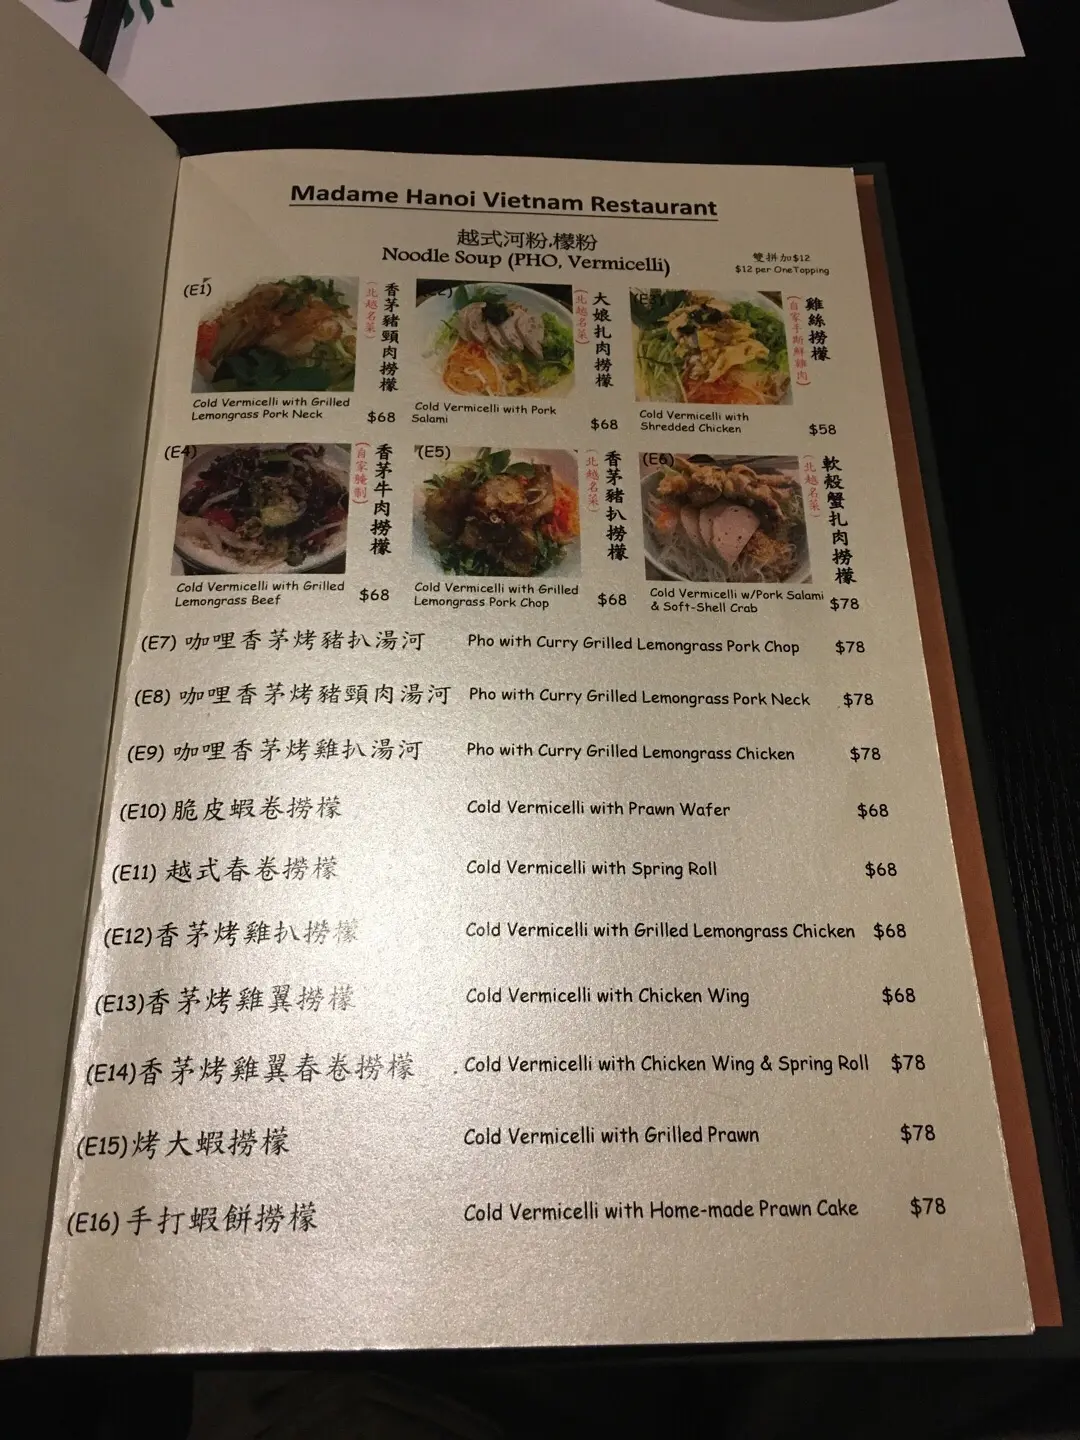 Madame Hanoi Vietnam Restaurant
越式河粉,檬粉
Noodle Soup (PHO, Vermicelli)
雙拼加$12
$12 per One Topping
(E1)
香茅豬頸肉撈檬
(北越名菜)
Cold Vermicelli with Grilled
Lemongrass Pork Neck
$68
(E2)
大娘扎肉撈檬
(北越名菜)
Cold Vermicelli with Pork
Salami
$68
(E3)
雞絲撈檬
(自家手撕鮮雞肉)
Cold Vermicelli with
Shredded Chicken
$58
(E4)
香茅牛肉撈檬
(自家醃製)
Cold Vermicelli with Grilled
Lemongrass Beef
$68
(E5)
香茅豬扒撈檬
(北越名菜)
Cold Vermicelli with Grilled
Lemongrass Pork Chop
$68
(E6)
軟殼蟹扎肉撈檬
(北越名菜)
Cold Vermicelli w/Pork Salami
& Soft-Shell Crab
$78
(E7) 咖哩香茅烤豬扒湯河 Pho with Curry Grilled Lemongrass Pork Chop $78
(E8) 咖哩香茅烤豬頸肉湯河 Pho with Curry Grilled Lemongrass Pork Neck $78
(E9) 咖哩香茅烤雞扒湯河 Pho with Curry Grilled Lemongrass Chicken $78
(E10) 脆皮蝦卷撈檬 Cold Vermicelli with Prawn Wafer $68
(E11) 越式春卷撈檬 Cold Vermicelli with Spring Roll $68
(E12)香茅烤雞扒撈檬 Cold Vermicelli with Grilled Lemongrass Chicken $68
(E13)香茅烤雞翼撈檬 Cold Vermicelli with Chicken Wing $68
(E14)香茅烤雞翼春卷撈檬 Cold Vermicelli with Chicken Wing & Spring Roll $78
(E15)烤大蝦撈檬 Cold Vermicelli with Grilled Prawn $78
(E16) 手打蝦餅撈檬 Cold Vermicelli with Home-made Prawn Cake $78